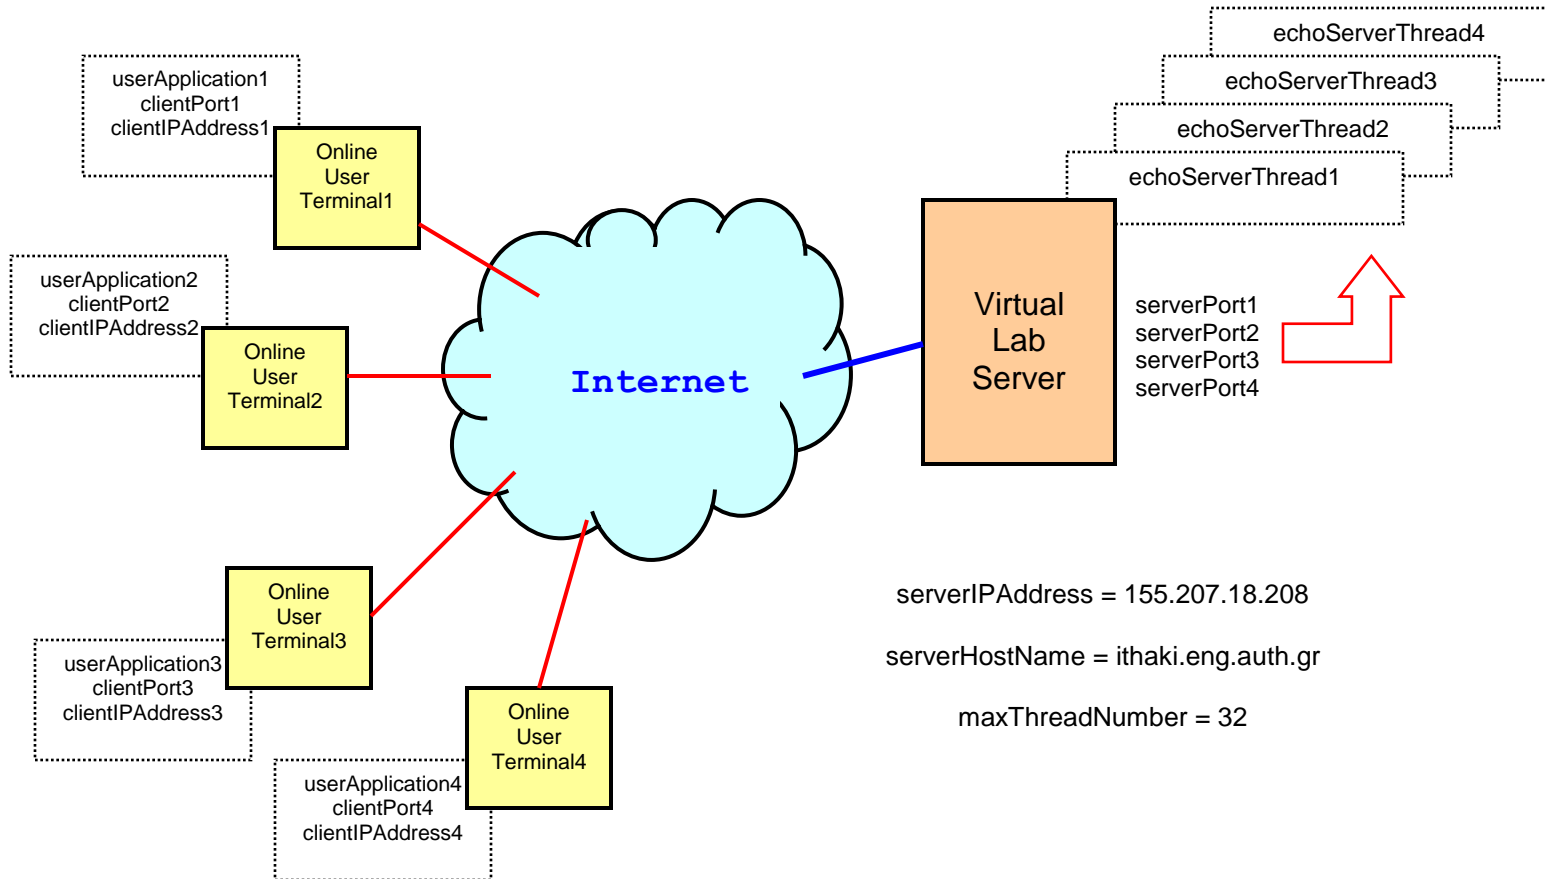 echoServerThread4
echoServerThread3
echoServerThread2
echoServerThread1
userApplication1
clientPort1
clientIPAddress1
Online
User
Terminal1
userApplication2
clientPort2
clientIPAddress2
Online
User
Terminal2
Internet
Virtual
Lab
Server
serverPort1
serverPort2
serverPort3
serverPort4
Online
User
Terminal3
userApplication3
clientPort3
clientIPAddress3
Online
User
Terminal4
userApplication4
clientPort4
clientIPAddress4
serverIPAddress = 155.207.18.208
serverHostName = ithaki.eng.auth.gr
maxThreadNumber = 32